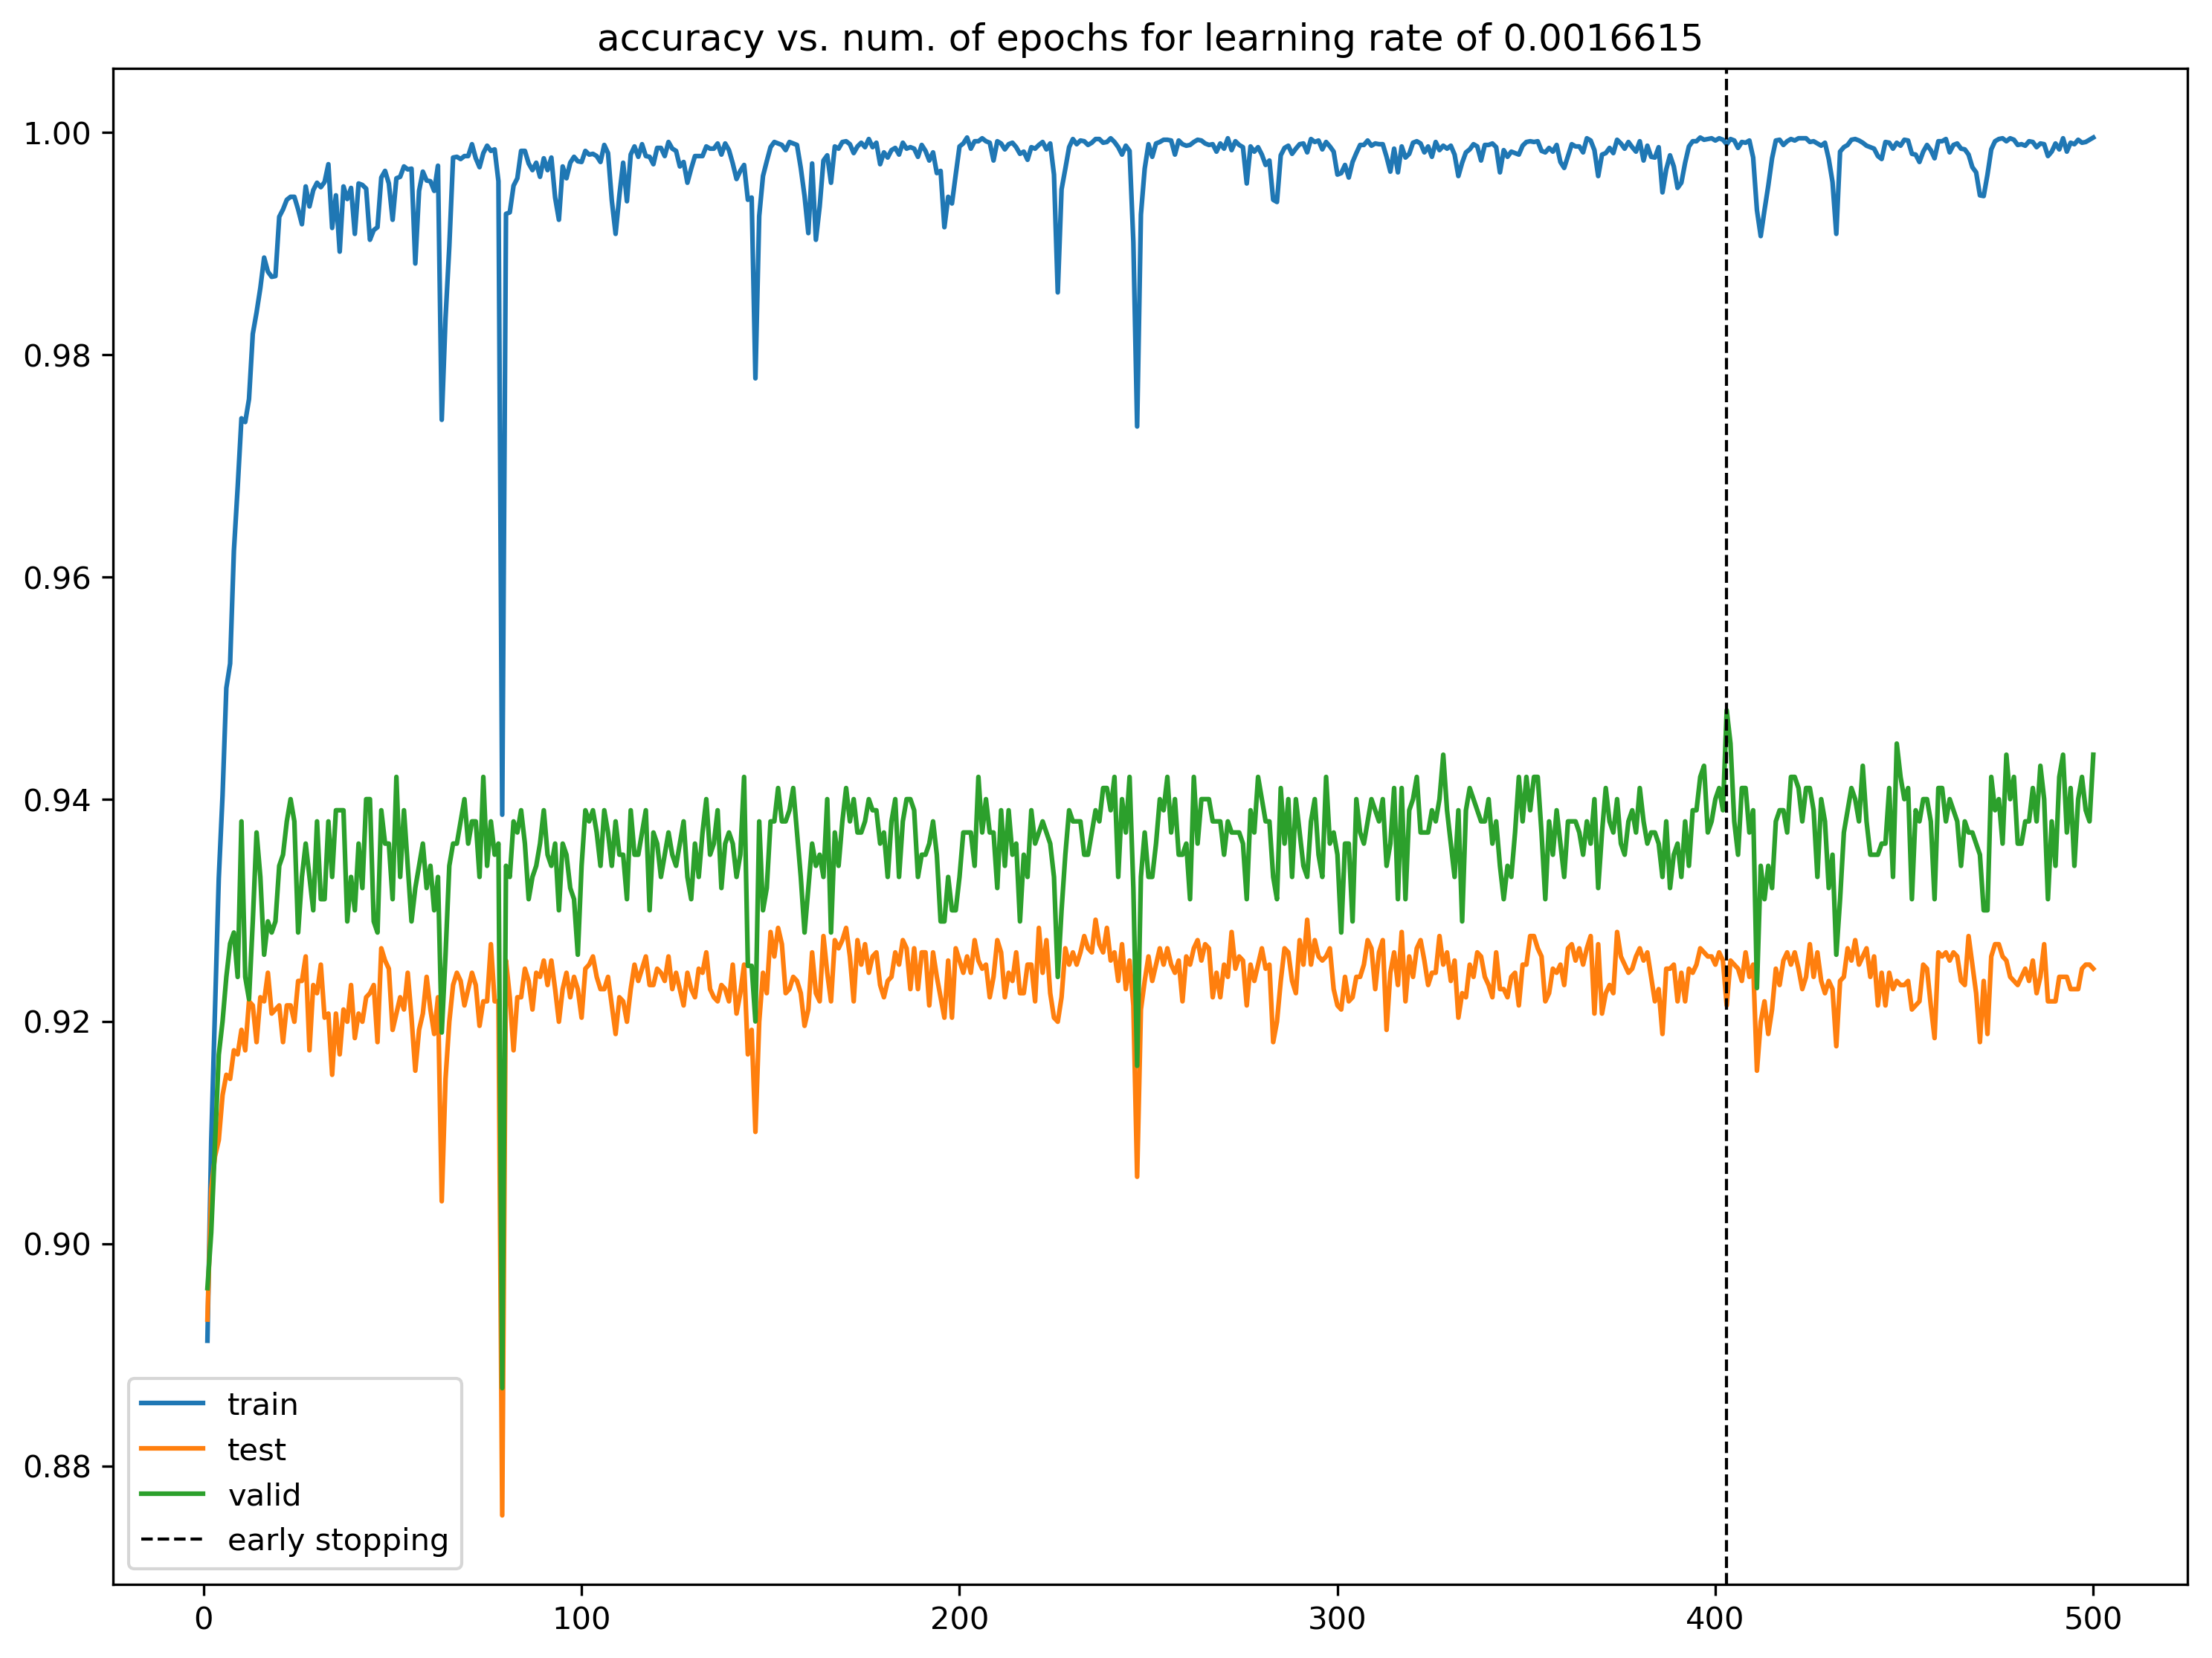 accuracy vs. num. of epochs for learning rate of 0.0016615
1.00
0.98
0.96
0.94
0.92
0.90
0.88
train
test
valid
early stopping
0 100 200 300 400 500